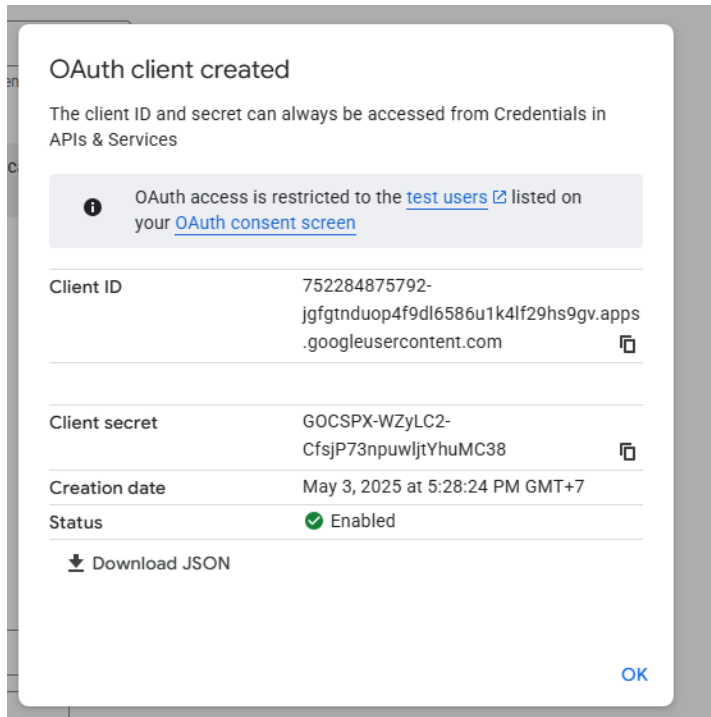 OAuth client created
The client ID and secret can always be accessed from Credentials in
APIs & Services
OAuth access is restricted to the test users listed on
your OAuth consent screen
Client ID
752284875792-
jgfgtnduop4f9dl6586u1k4lf29hs9gv.apps
.googleusercontent.com
Client secret
GOCSPX-WZyLC2-
CfsjP73npuwljtYhuMC38
Creation date
May 3, 2025 at 5:28:24 PM GMT+7
Status
Enabled
Download JSON
OK